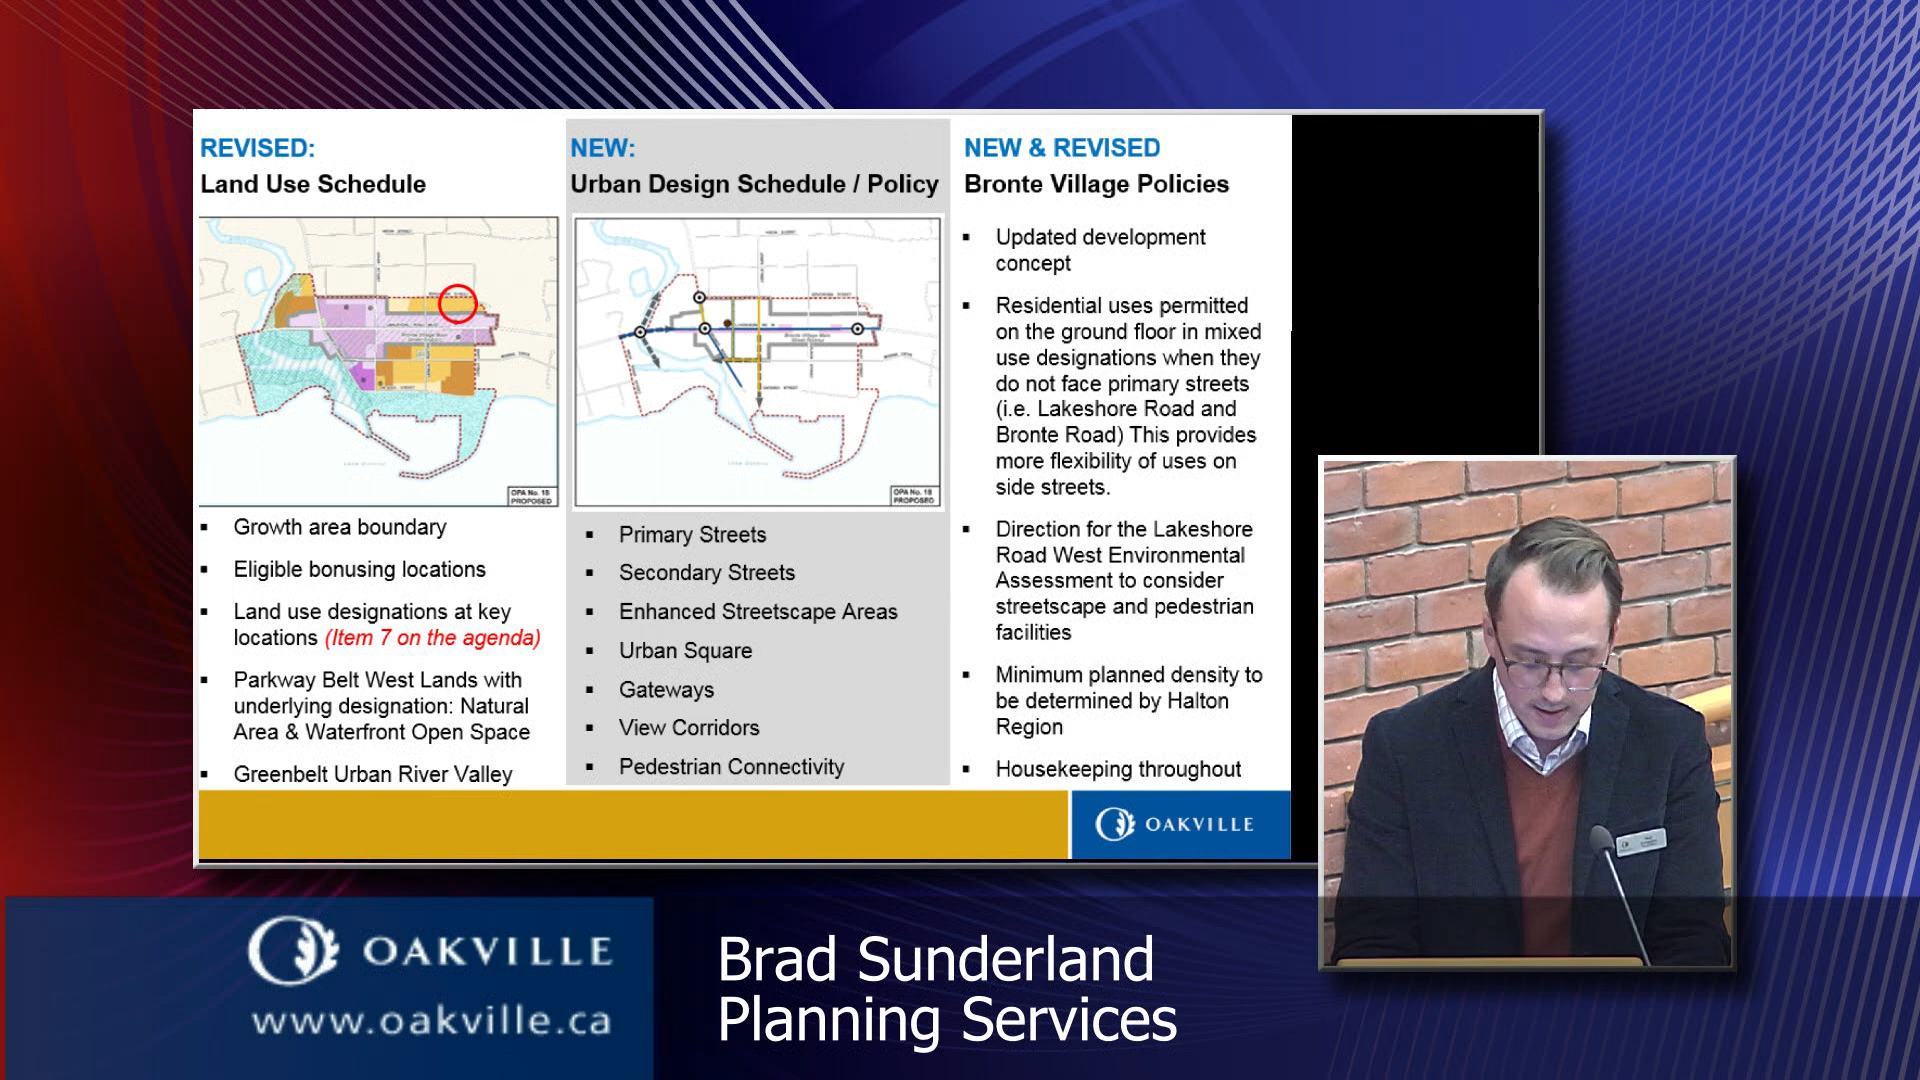 REVISED:
Land Use Schedule
OPA No. 18
PROPOSED
▪ Growth area boundary
▪ Eligible bonusing locations
▪ Land use designations at key
locations (Item 7 on the agenda)
▪ Parkway Belt West Lands with
underlying designation: Natural
Area & Waterfront Open Space
▪ Greenbelt Urban River Valley
NEW:
Urban Design Schedule / Policy
OPA No. 18
PROPOSED
▪ Primary Streets
▪ Secondary Streets
▪ Enhanced Streetscape Areas
▪ Urban Square
▪ Gateways
▪ View Corridors
▪ Pedestrian Connectivity
NEW & REVISED
Bronte Village Policies
▪ Updated development
concept
▪ Residential uses permitted
on the ground floor in mixed
use designations when they
do not face primary streets
(i.e. Lakeshore Road and
Bronte Road) This provides
more flexibility of uses on
side streets.
▪ Direction for the Lakeshore
Road West Environmental
Assessment to consider
streetscape and pedestrian
facilities
▪ Minimum planned density to
be determined by Halton
Region
▪ Housekeeping throughout
OAKVILLE
OAKVILLE
www.oakville.ca
Brad Sunderland
Planning Services